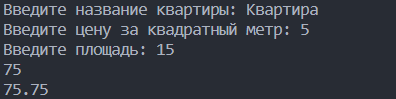 Введите название квартиры: Квартира
Введите цену за квадратный метр: 5
Введите площадь: 15
75
75.75